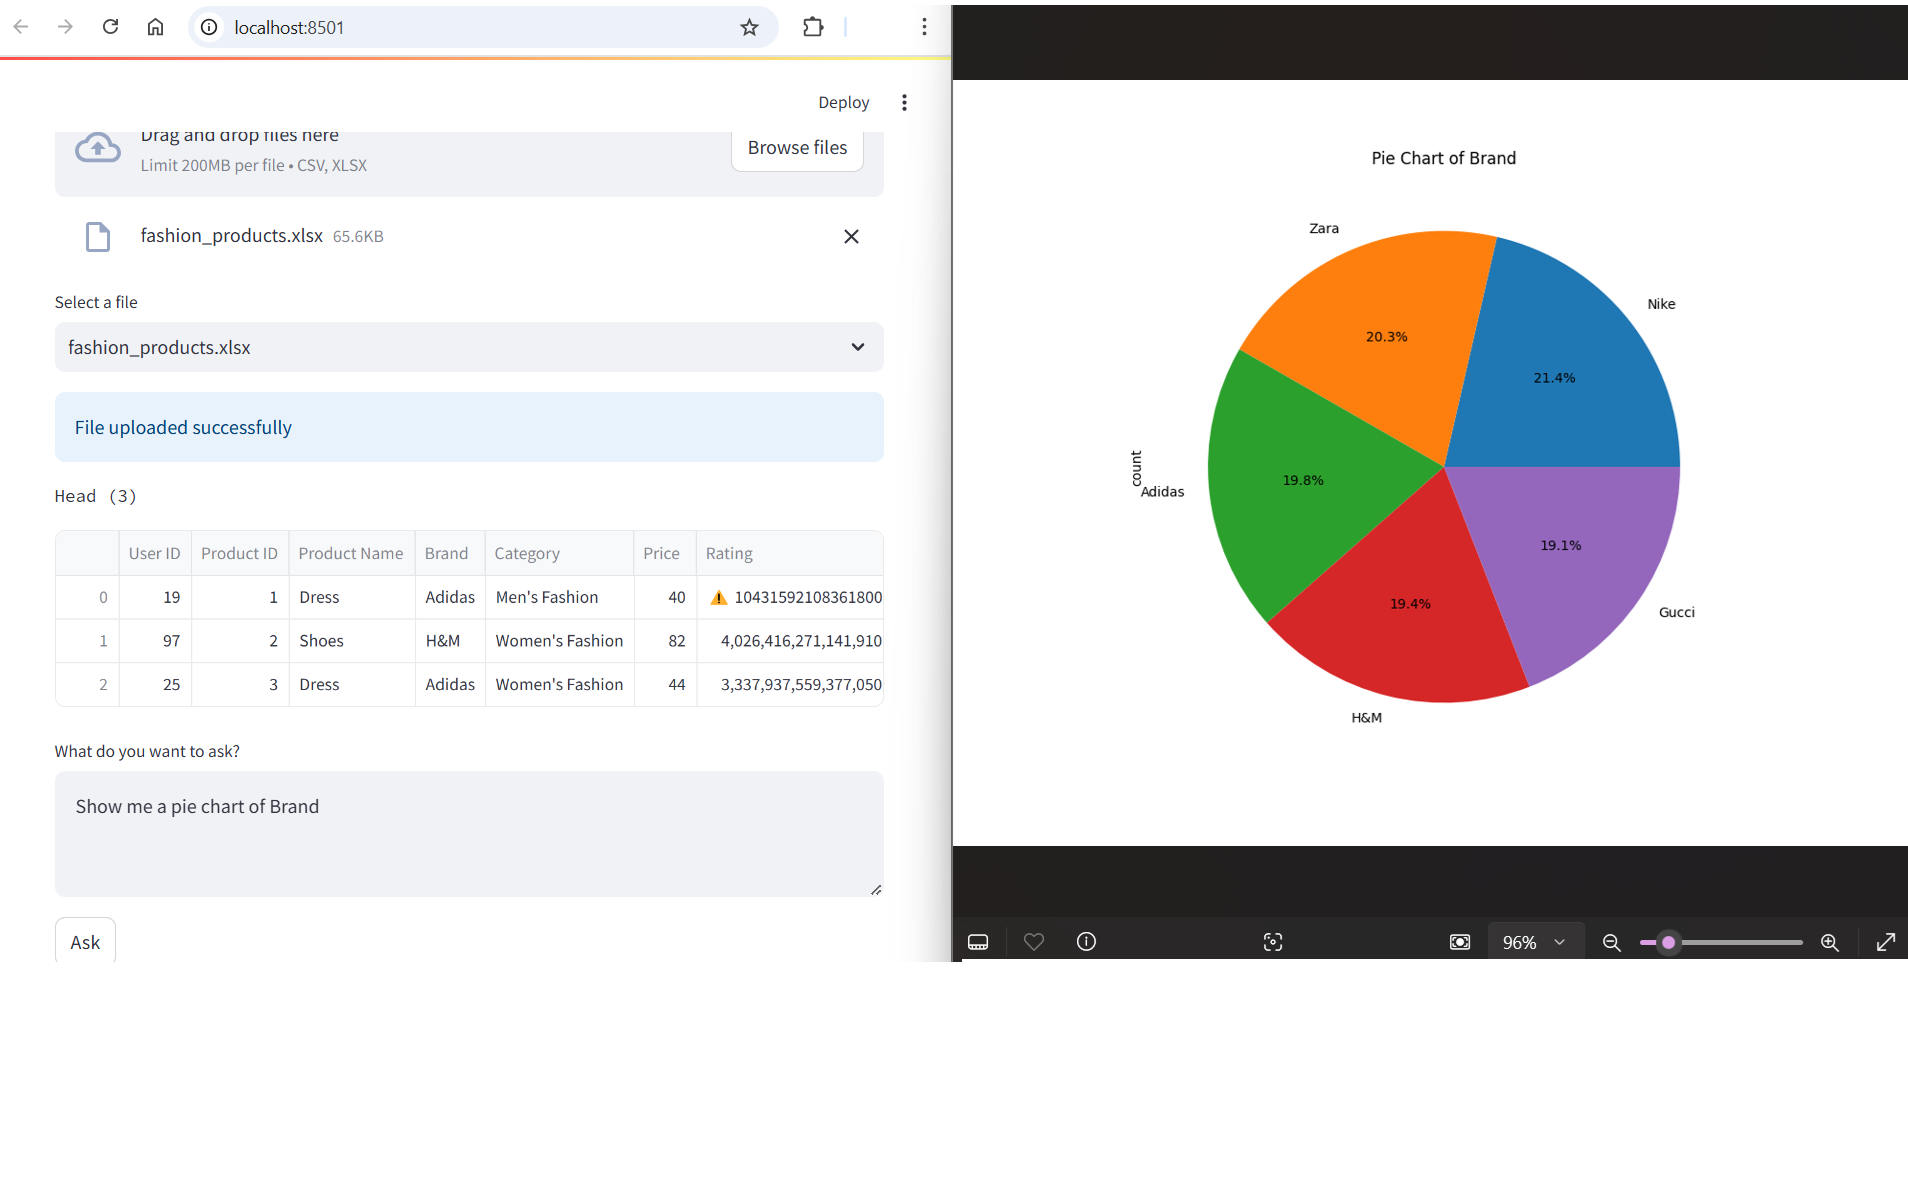 localhost:8501
Deploy
Drag and drop files here
Limit 200MB per file • CSV, XLSX
Browse files
fashion_products.xlsx 65.6KB
Select a file
fashion_products.xlsx
File uploaded successfully
Head (3)
User ID Product ID Product Name Brand Category Price Rating
0 19 1 Dress Adidas Men's Fashion 40 10431592108361800
1 97 2 Shoes H&M Women's Fashion 82 4,026,416,271,141,910
2 25 3 Dress Adidas Women's Fashion 44 3,337,937,559,377,050
What do you want to ask?
Show me a pie chart of Brand
Ask
Pie Chart of Brand
Zara
Nike
20.3%
21.4%
count
Adidas
19.8%
19.1%
19.4%
Gucci
H&M
96%